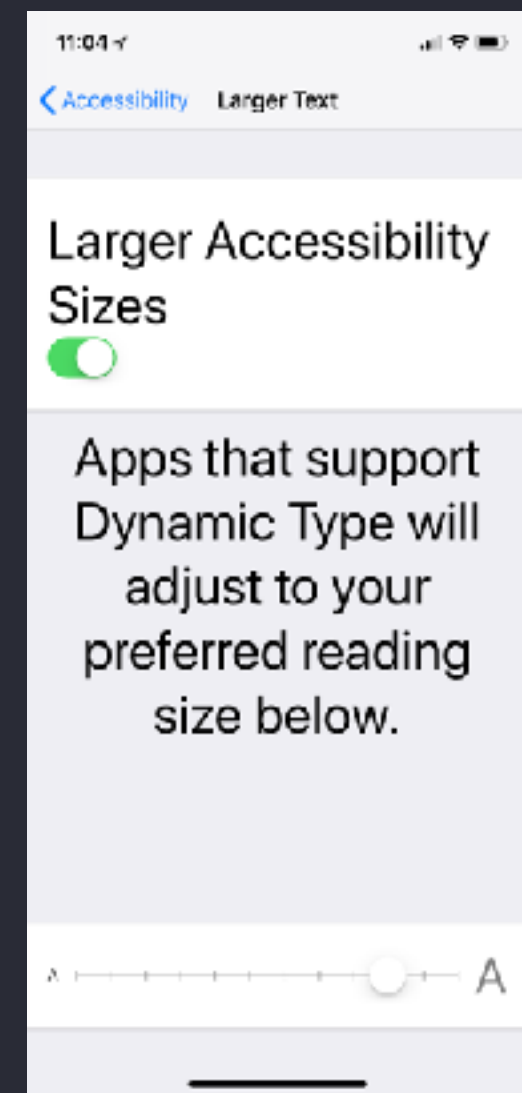 11:04
Accessibility Larger Text
Larger Accessibility
Sizes
Apps that support
Dynamic Type will
adjust to your
preferred reading
size below.
A A